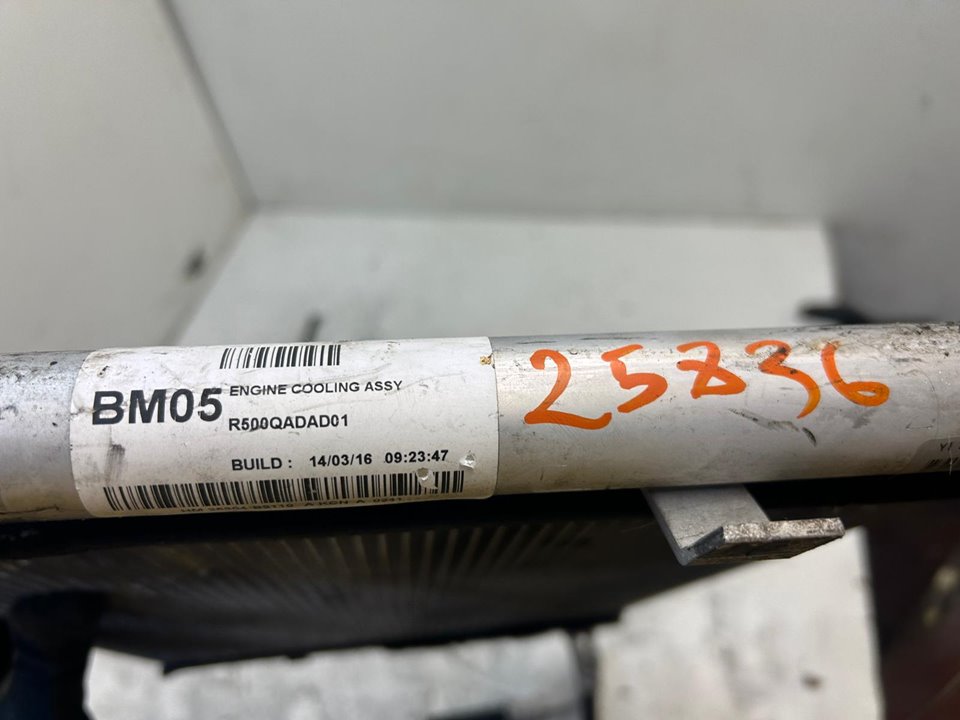 BM05 ENGINE COOLING ASSY
R500QADAD01
BUILD : 14/03/16 09:23:47
25836